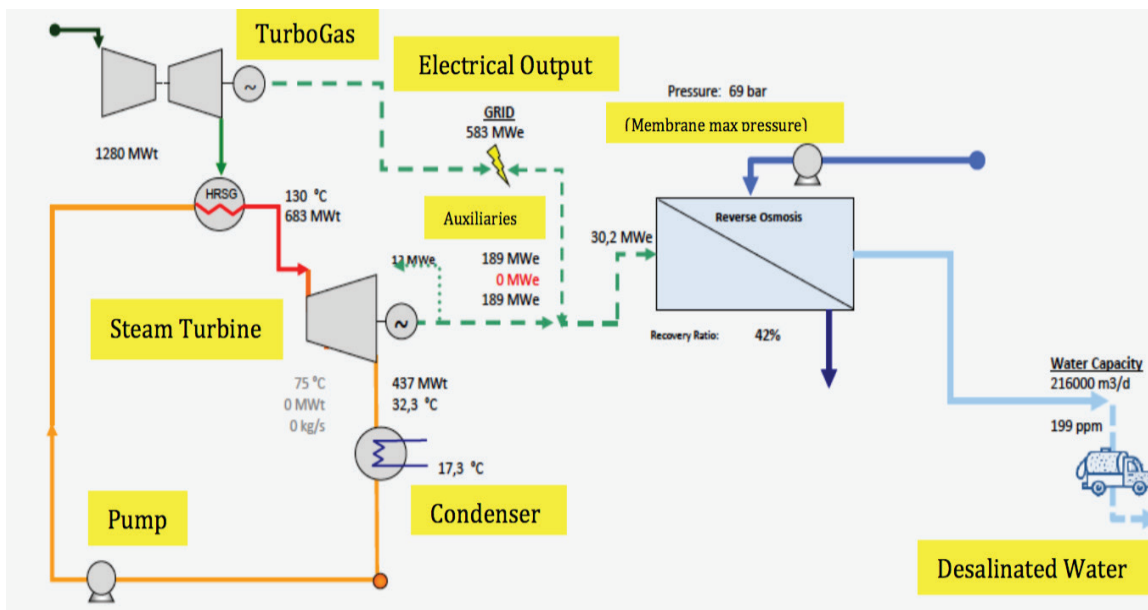 TurboGas
Electrical Output
Pressure: 69 bar
GRID
583 MWe
(Membrane max pressure)
~
1280 MWt
HRSG
130 °C
683 MWt
Auxiliaries
Reverse Osmosis
30,2 MWe
MWe
189 MWe
0 MWe
189 MWe
Steam Turbine
~
Recovery Ratio: 42%
75 °C
0 MWt
0 kg/s
437 MWt
32,3 °C
Water Capacity
216000 m3/d
199 ppm
17,3 °C
Pump
Condenser
Desalinated Water